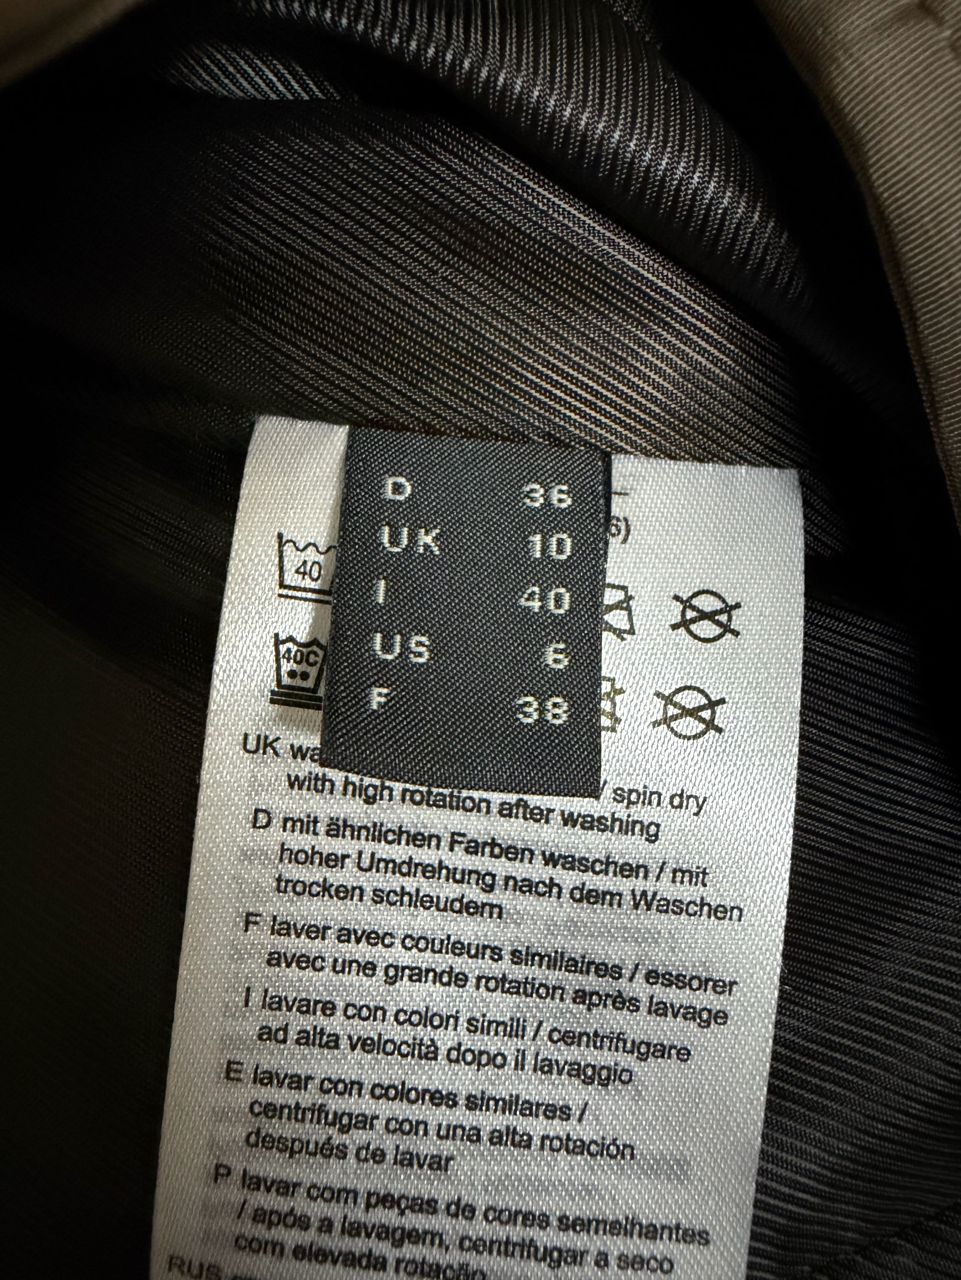 D 36
UK 10
I 40
US 6
F 38
6)
40
40C
UK
/ spin dry
with high rotation after washing
D mit ähnlichen Farben waschen / mit
hoher Umdrehung nach dem Waschen
trocken schleudern
F laver avec couleurs similaires / essorer
avec une grande rotation après lavage
I lavare con colori simili / centrifugare
ad alta velocità dopo il lavaggio
E lavar con colores similares /
centrifugar con una alta rotación
después de lavar
P lavar com peças de cores semelhantes
/ após a lavagem, centrifugar a seco
com elevada rotação
RUS